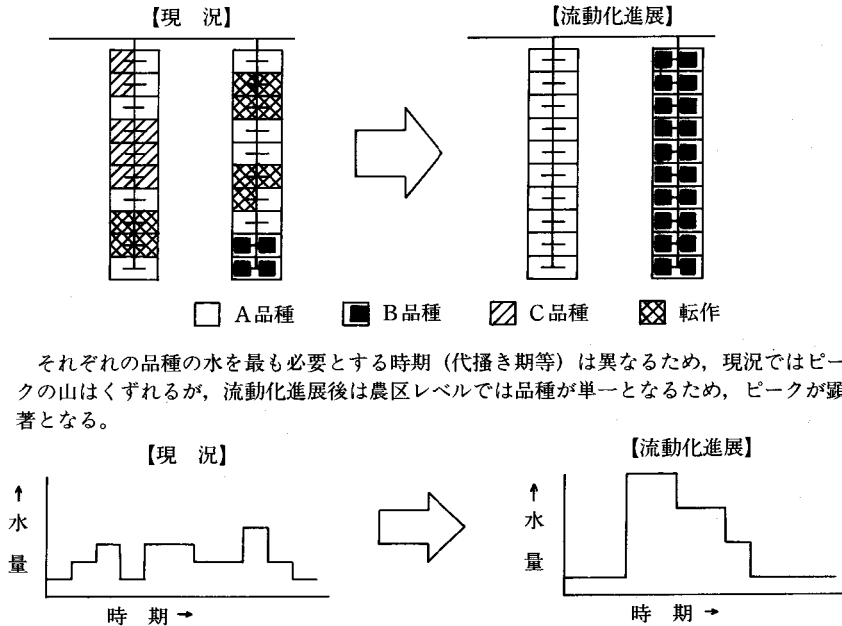 【現　況】　【流動化進展】
A品種　B品種　C品種　転作
それぞれの品種の水を最も必要とする時期（代搔き期等）は異なるため，現況ではピー
クの山はくずれるが，流動化進展後は農区レベルでは品種が単一となるため，ピークが顕
著となる。
【現　況】　【流動化進展】
↑水量　↑水量
時　期→　時　期→